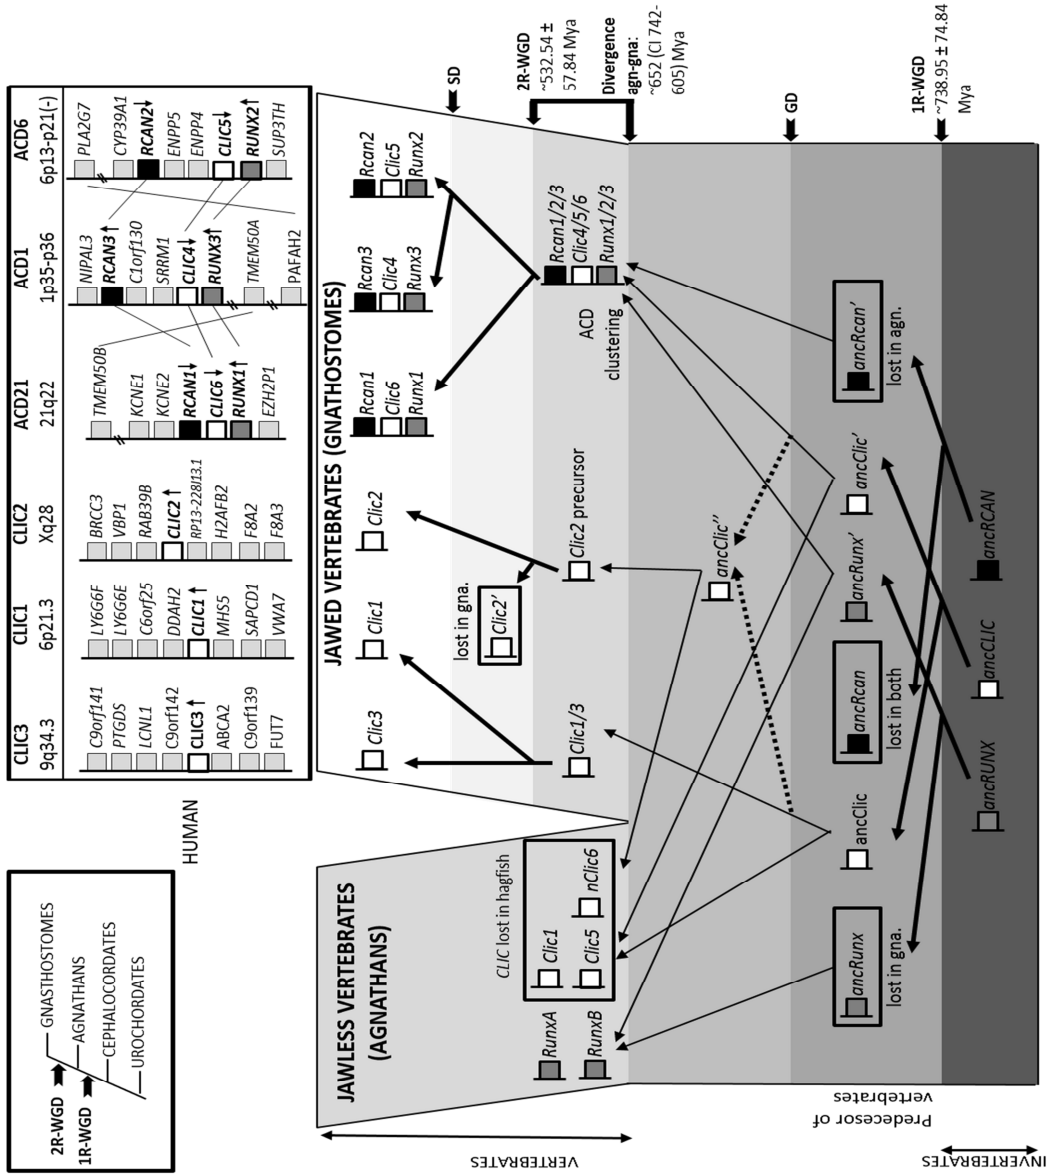 2R-WGD
1R-WGD
GNASTHOSTOMES
AGNATHANS
CEPHALOCORDATES
UROCHORDATES
HUMAN
CLIC3
9q34.3
C9orf141
PTGDS
LCNL1
C9orf142
CLIC3
ABCA2
C9orf139
FUT7
CLIC1
6p21.3
LY6G6F
LY6G6E
C6orf25
DDAH2
CLIC1
MHS5
SAPCD1
VWA7
CLIC2
Xq28
BRCC3
VBP1
RAB39B
CLIC2
RP13-228J13.1
H2AFB2
F8A2
F8A3
ACD21
21q22
TMEM50B
KCNE1
KCNE2
RCAN1
CLIC6
RUNX1
EZH2P1
ACD1
1p35-p36
NIPAL3
RCAN3
C1orf130
SRRM1
CLIC4
RUNX3
TMEM50A
PAFAH2
ACD6
6p13-p21(-)
PLA2G7
CYP39A1
RCAN2
ENPP5
ENPP4
CLIC5
RUNX2
SUP3TH
JAWLESS VERTEBRATES
(AGNATHANS)
JAWED VERTEBRATES (GNATHOSTOMES)
Clic3
Clic1
Clic2
Rcan1
Clic6
Runx1
Rcan3
Clic4
Runx3
Rcan2
Clic5
Runx2
SD
lost in gna.
Clic2'
CLIC lost in hagfish
Clic1
Clic5
nClic6
RunxA
RunxB
Clic1/3
Clic2 precursor
ACD
clustering
Rcan1/2/3
Clic4/5/6
Runx1/2/3
2R-WGD
~532.54 ±
57.84 Mya
Divergence
agn-gna:
~652 (CI 742-
605) Mya
ancClic''
GD
ancRunx
lost in gna.
ancClic
ancRcan
lost in both
ancRunx'
ancClic'
ancRcan'
lost in agn.
1R-WGD
~738.95 ± 74.84
Mya
ancRUNX
ancCLIC
ancRCAN
VERTEBRATES
Predecesor of
vertebrates
INVERTEBRATES